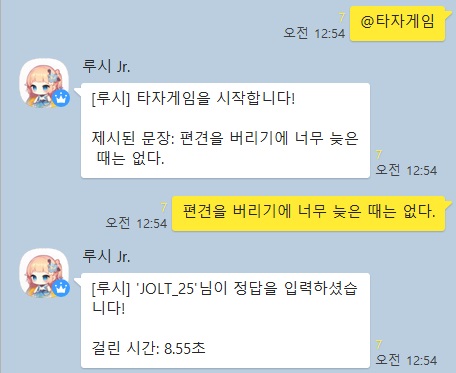 7
오전 12:54
@타자게임
루시 Jr.
[루시] 타자게임을 시작합니다!
제시된 문장: 편견을 버리기에 너무 늦은
때는 없다.
7
오전 12:54
7
오전 12:54
편견을 버리기에 너무 늦은 때는 없다.
루시 Jr.
[루시] 'JOLT_25'님이 정답을 입력하셨습
니다!
걸린 시간: 8.55초
7
오전 12:54